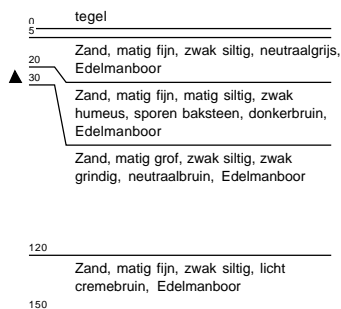 0 tegel
5
Zand, matig fijn, zwak siltig, neutraalgrijs,
20 Edelmanboor
30 Zand, matig fijn, matig siltig, zwak
humeus, sporen baksteen, donkerbruin,
Edelmanboor
Zand, matig grof, zwak siltig, zwak
grindig, neutraalbruin, Edelmanboor
120
Zand, matig fijn, zwak siltig, licht
cremebruin, Edelmanboor
150